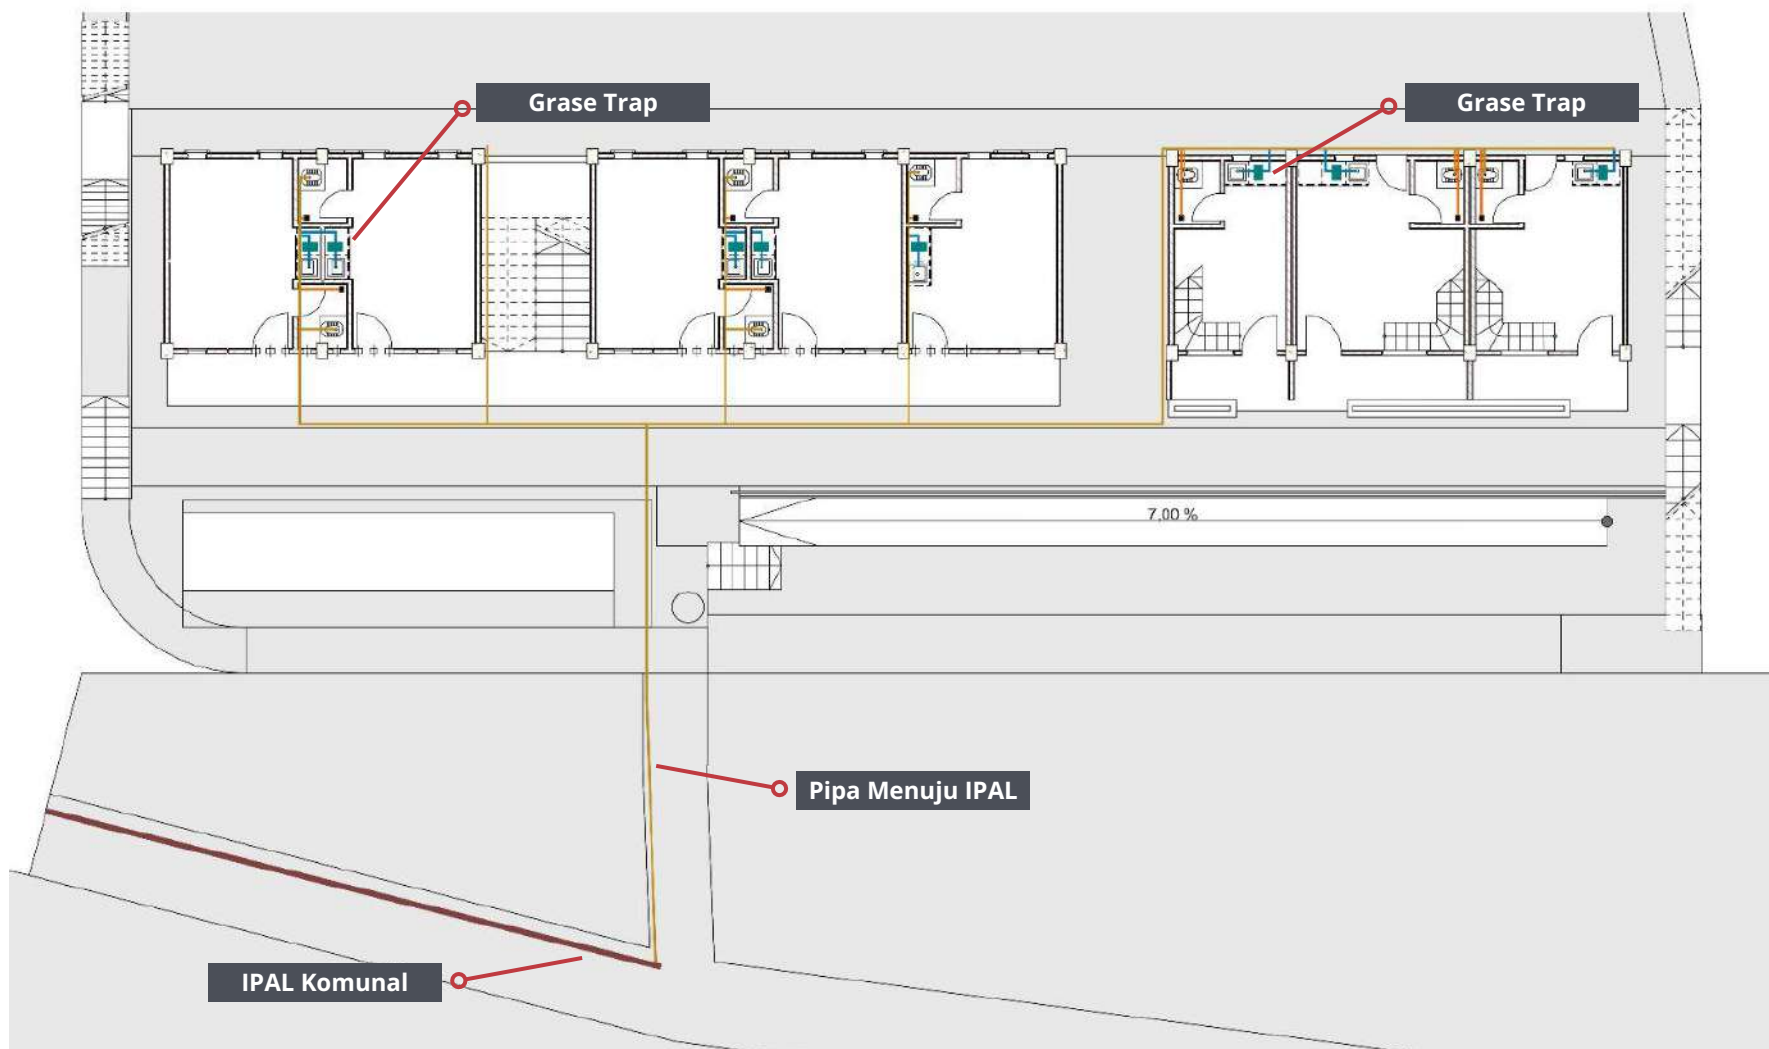 Grase Trap
Grase Trap
7,00 %
Pipa Menuju IPAL
IPAL Komunal